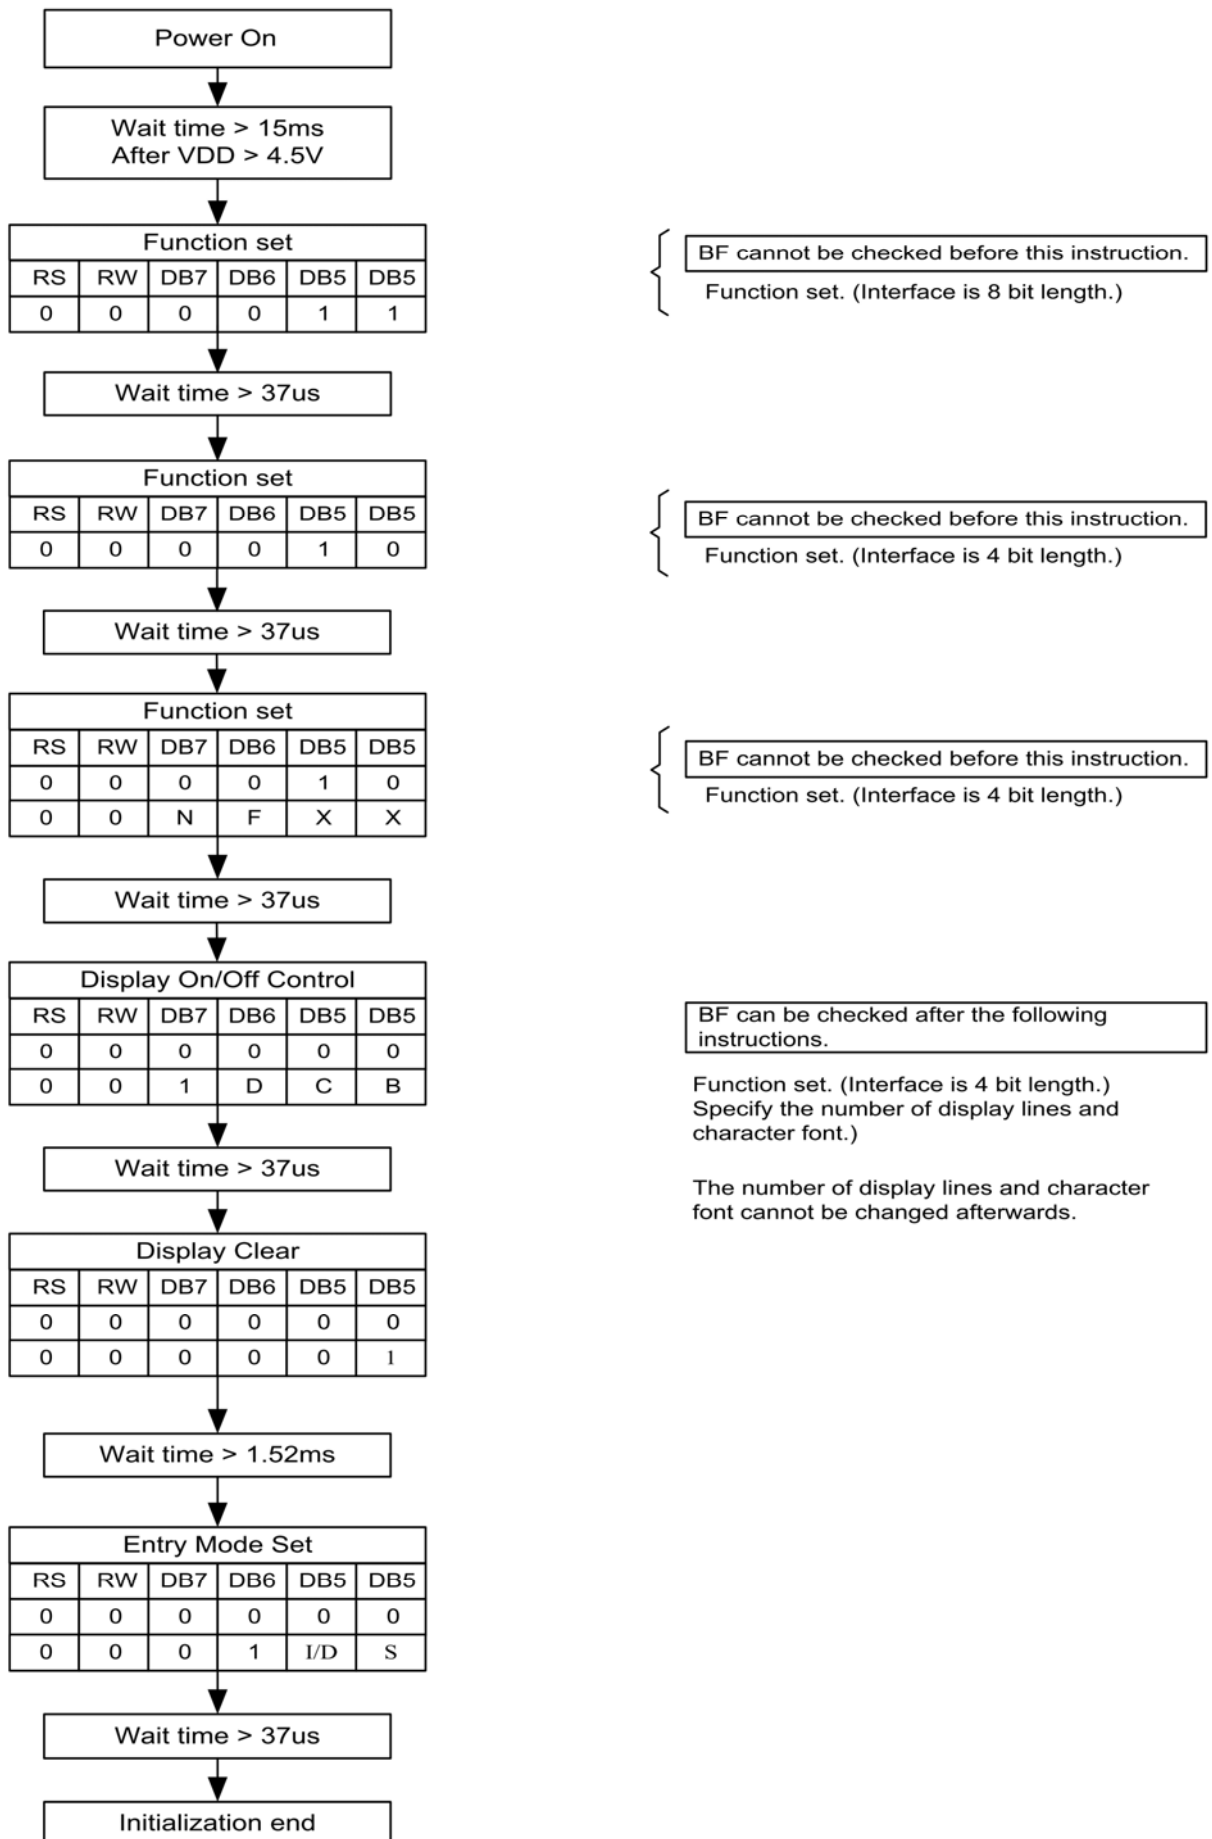 Power On
Wait time > 15ms
After VDD > 4.5V
Function set
RS RW DB7 DB6 DB5 DB5
0 0 0 0 1 1
BF cannot be checked before this instruction.
Function set. (Interface is 8 bit length.)
Wait time > 37us
Function set
RS RW DB7 DB6 DB5 DB5
0 0 0 0 1 0
BF cannot be checked before this instruction.
Function set. (Interface is 4 bit length.)
Wait time > 37us
Function set
RS RW DB7 DB6 DB5 DB5
0 0 0 0 1 0
0 0 N F X X
BF cannot be checked before this instruction.
Function set. (Interface is 4 bit length.)
Wait time > 37us
Display On/Off Control
RS RW DB7 DB6 DB5 DB5
0 0 0 0 0 0
0 0 1 D C B
BF can be checked after the following
instructions.
Function set. (Interface is 4 bit length.)
Specify the number of display lines and
character font.)
The number of display lines and character
font cannot be changed afterwards.
Wait time > 37us
Display Clear
RS RW DB7 DB6 DB5 DB5
0 0 0 0 0 0
0 0 0 0 0 1
Wait time > 1.52ms
Entry Mode Set
RS RW DB7 DB6 DB5 DB5
0 0 0 0 0 0
0 0 0 1 I/D S
Wait time > 37us
Initialization end